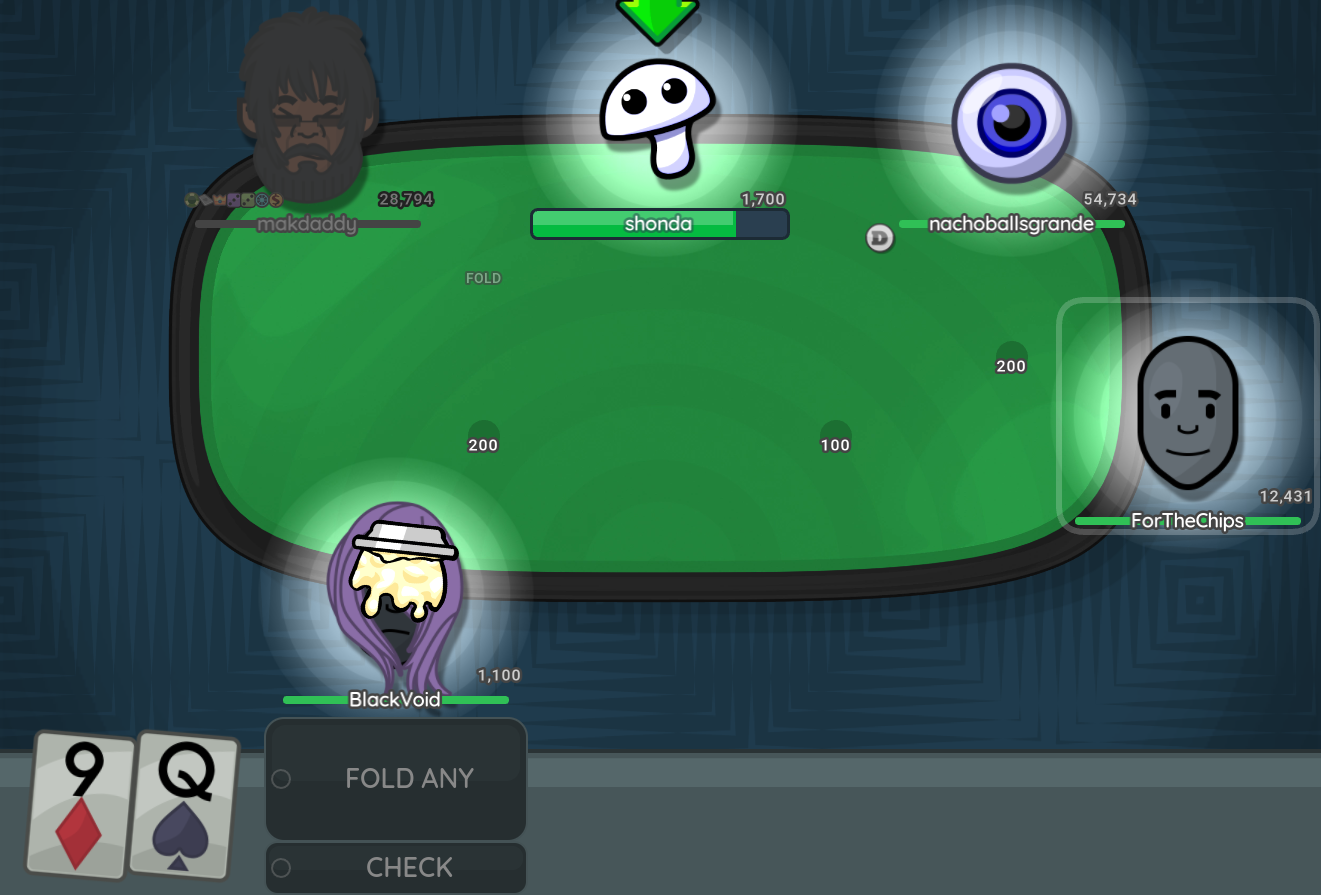 28,794
makdaddy
1,700
shonda
54,734
nachoballsgrande
D
FOLD
200
200
100
12,431
ForTheChips
1,100
BlackVoid
9
Q
FOLD ANY
CHECK